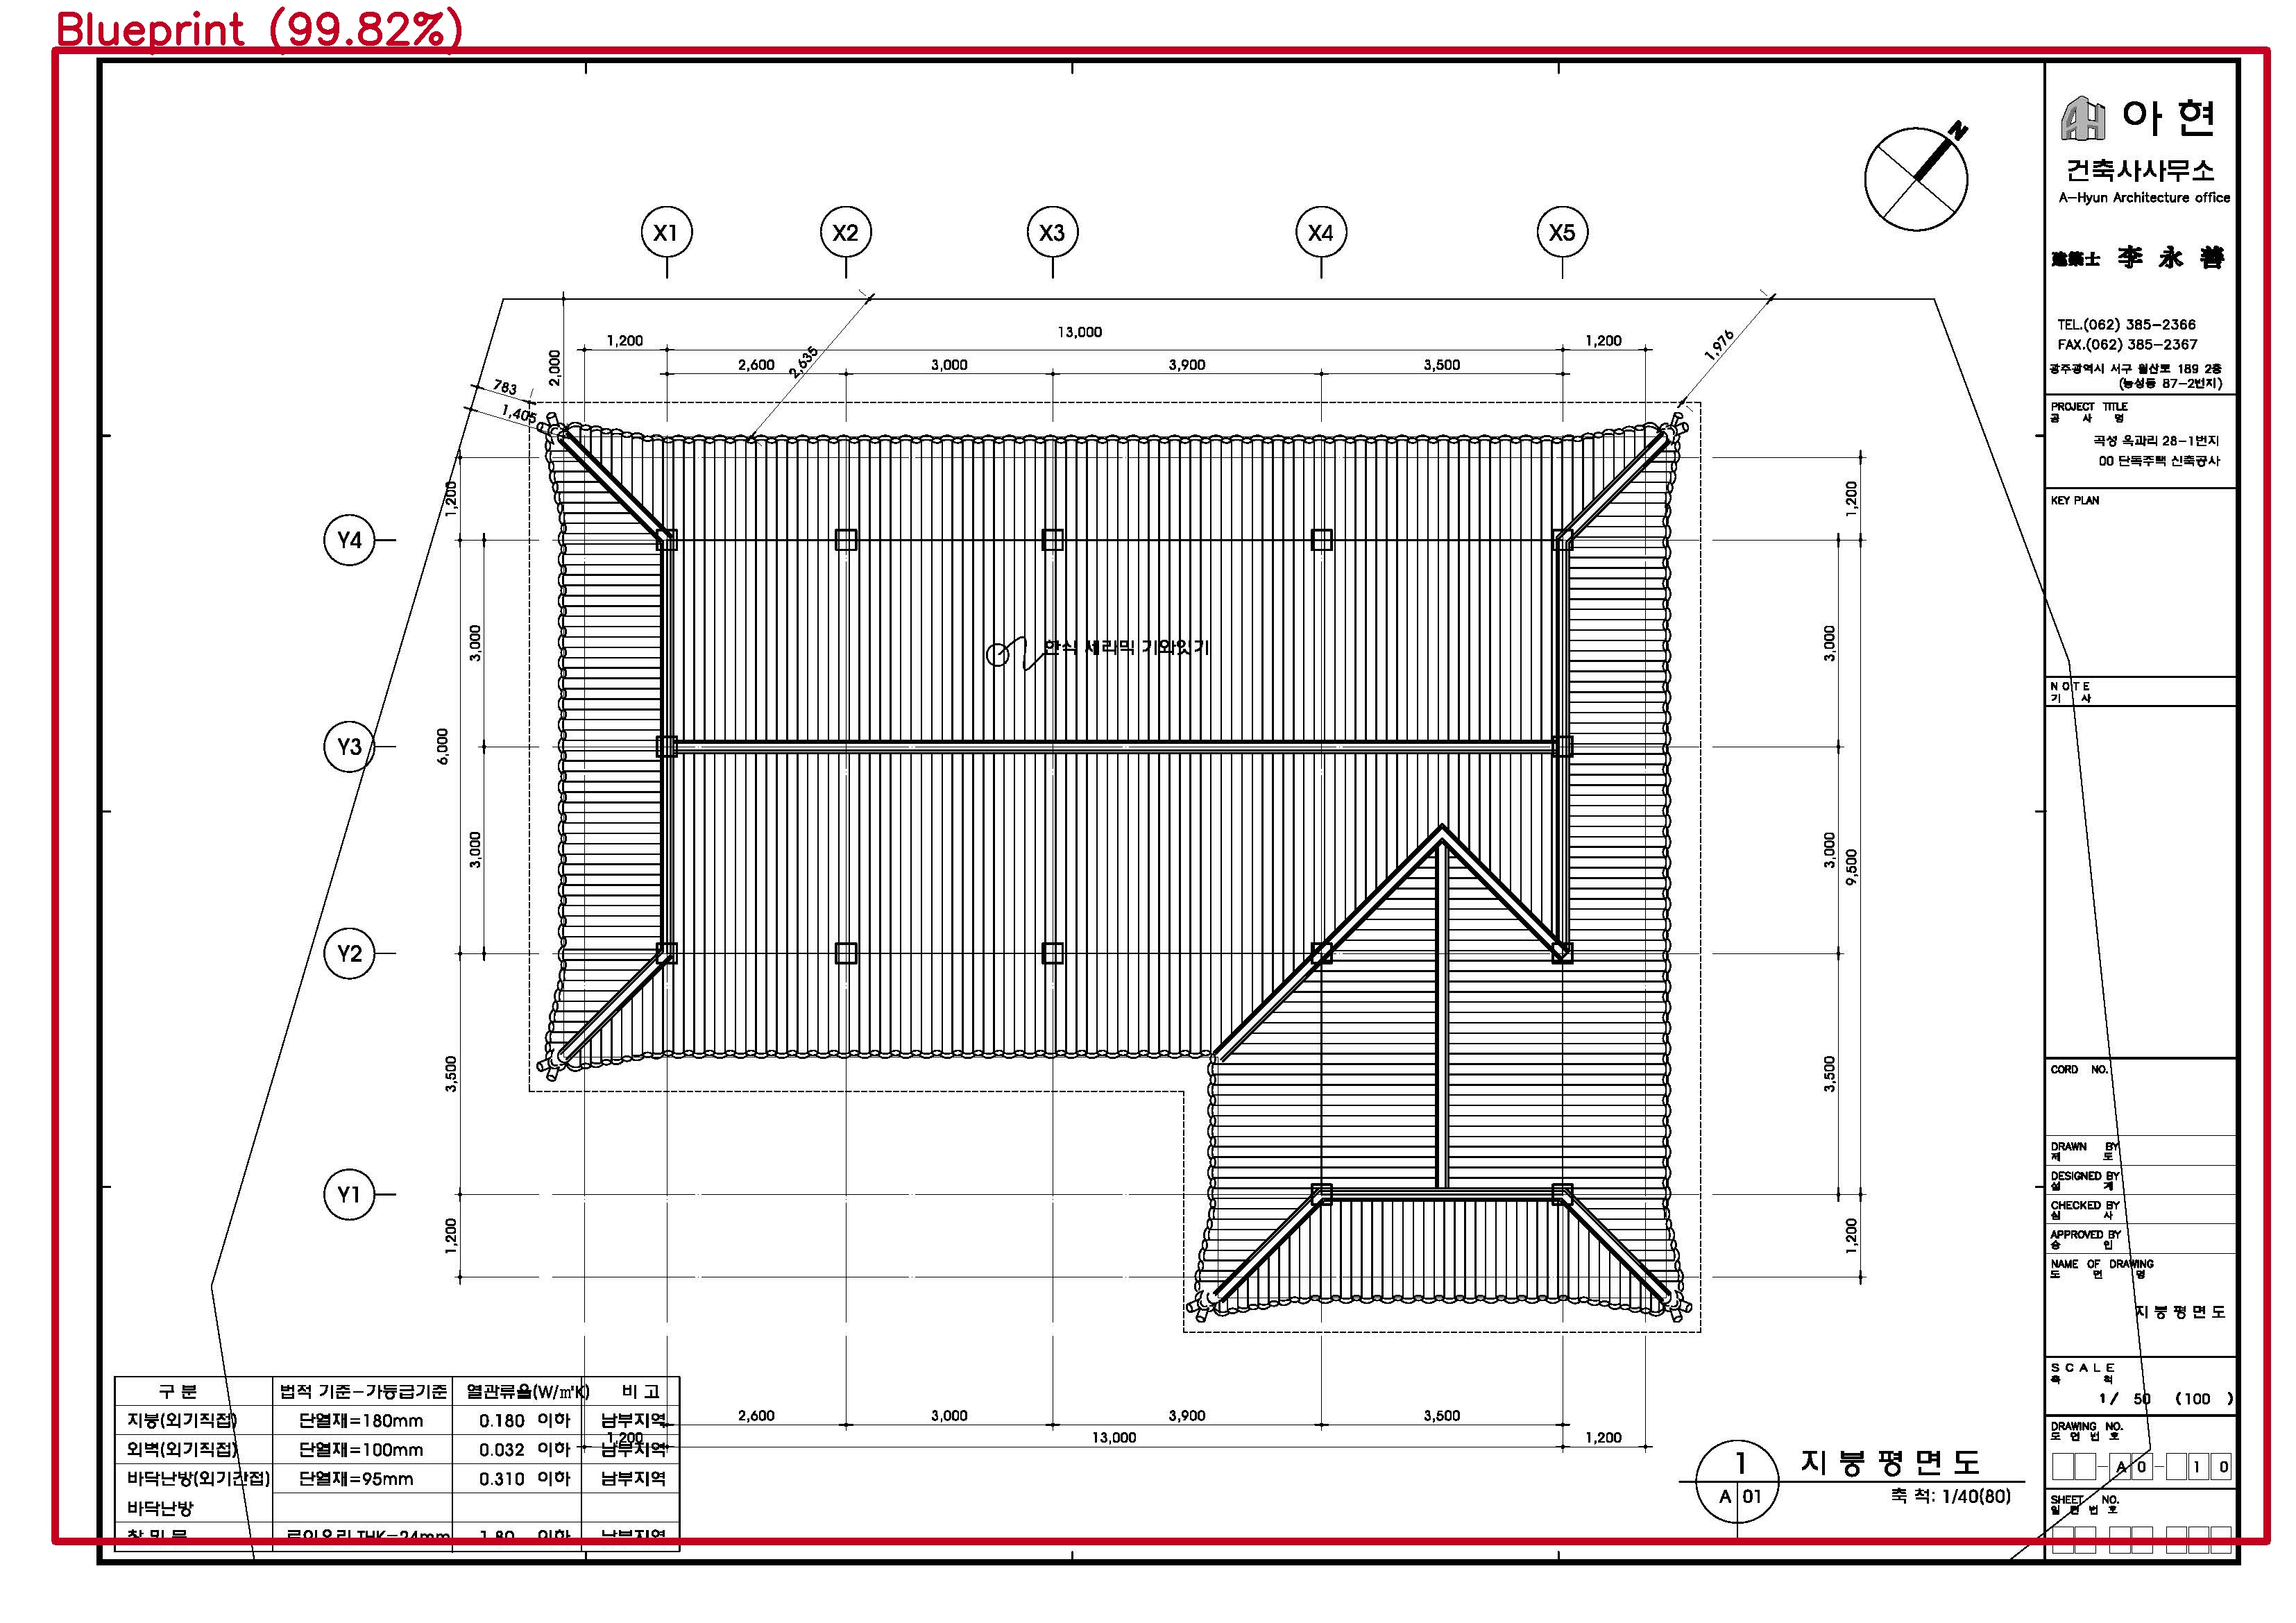 Blueprint (99.82%)
아 현
건축사사무소
A-Hyun Architecture office
建築士 李 永 善
TEL.(062) 385-2366
FAX.(062) 385-2367
광주광역시 서구 월산로 189 2층
(농성동 87-2번지)
PROJECT TITLE
공 사 명
곡성 옥과리 28-1번지
00 단독주택 신축공사
KEY PLAN
N O T E
기 사
CORD NO.
DRAWN BY
제 도
DESIGNED BY
설 계
CHECKED BY
심 사
APPROVED BY
승 인
NAME OF DRAWING
도 면 명
지 붕 평 면 도
S C A L E
축 척
1/ 50 (100 )
DRAWING NO.
도 면 번 호
A 0 - 1 0
SHEET NO.
일 련 번 호
N
X1 X2 X3 X4 X5
1,200 13,000 1,200
2,600 3,000 3,900 3,500
2,000
2,635
1,976
783
1,405
Y4
Y3
Y2
Y1
1,200
3,000
6,000
3,000
3,500
1,200
한식 세라믹 기와잇기
1,200
3,000
3,000
9,500
3,500
1,200
2,600 3,000 3,900 3,500
1,200 13,000 1,200
구 분 법적 기준-가등급기준 열관류율(W/㎡K) 비 고
지붕(외기직접) 단열재=180mm 0.180 이하 남부지역
외벽(외기직접) 단열재=100mm 0.032 이하 남부지역
바닥난방(외기간접) 단열재=95mm 0.310 이하 남부지역
바닥난방
창 및 문 로이유리 THK=24mm 1.80 이하 남부지역
1
A 01
지 붕 평 면 도
축 척: 1/40(80)